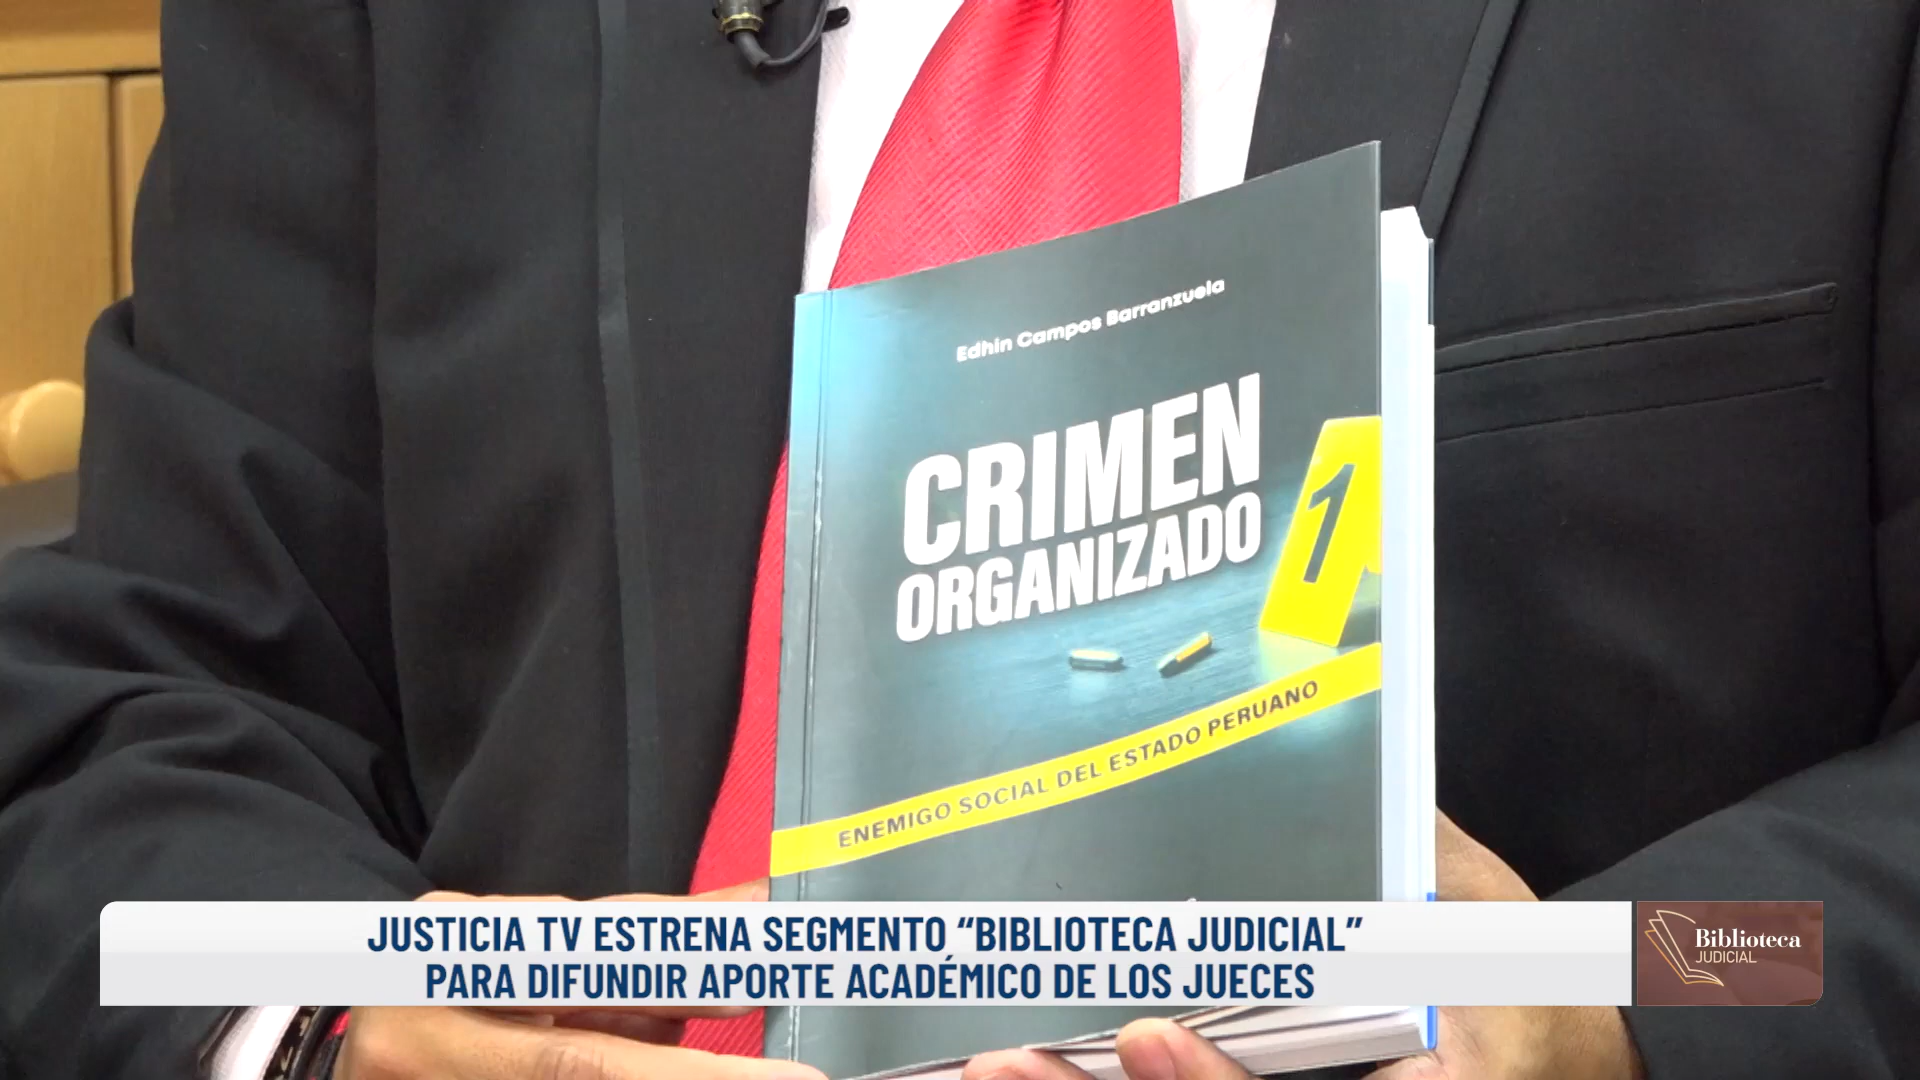 Edhin Campos Barranzuela
CRIMEN
ORGANIZADO
1
ENEMIGO SOCIAL DEL ESTADO PERUANO
JUSTICIA TV ESTRENA SEGMENTO “BIBLIOTECA JUDICIAL”
PARA DIFUNDIR APORTE ACADÉMICO DE LOS JUECES
Biblioteca
JUDICIAL